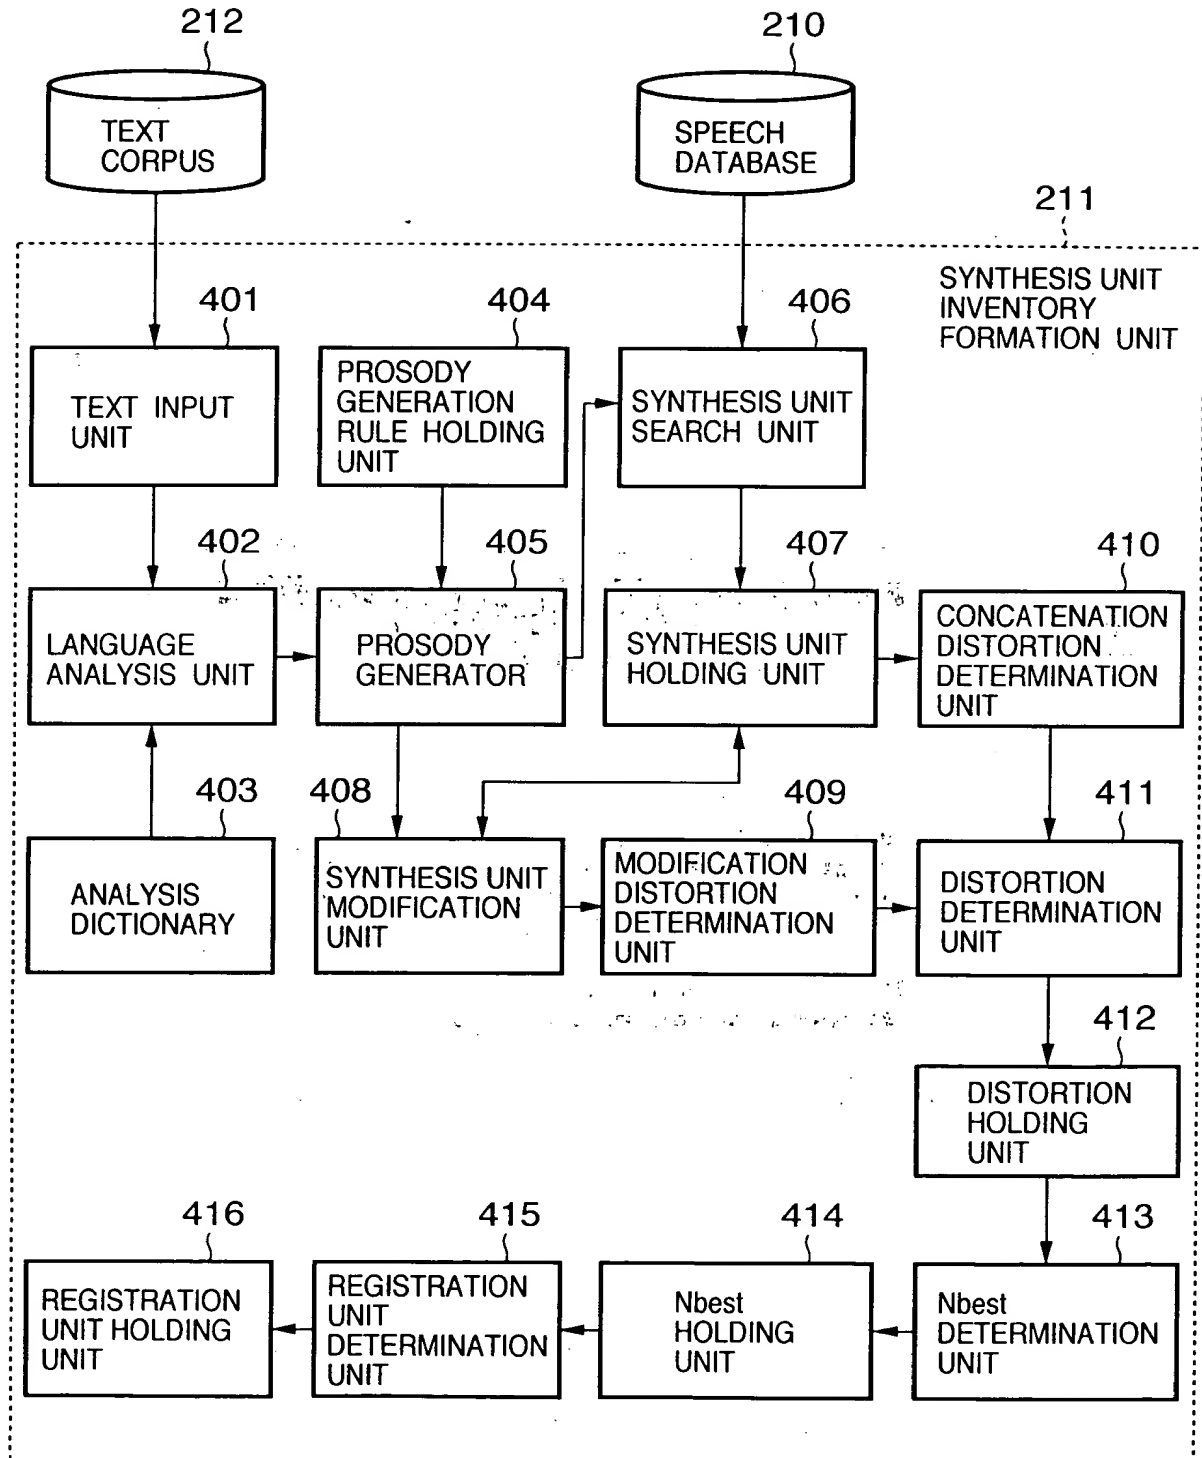 212
210
TEXT
CORPUS
SPEECH
DATABASE
211
SYNTHESIS UNIT
INVENTORY
FORMATION UNIT
401
404
406
TEXT INPUT
UNIT
PROSODY
GENERATION
RULE HOLDING
UNIT
SYNTHESIS UNIT
SEARCH UNIT
402
405
407
410
LANGUAGE
ANALYSIS UNIT
PROSODY
GENERATOR
SYNTHESIS UNIT
HOLDING UNIT
CONCATENATION
DISTORTION
DETERMINATION
UNIT
403
408
409
411
ANALYSIS
DICTIONARY
SYNTHESIS UNIT
MODIFICATION
UNIT
MODIFICATION
DISTORTION
DETERMINATION
UNIT
DISTORTION
DETERMINATION
UNIT
412
DISTORTION
HOLDING
UNIT
416
415
414
413
REGISTRATION
UNIT HOLDING
UNIT
REGISTRATION
UNIT
DETERMINATION
UNIT
Nbest
HOLDING
UNIT
Nbest
DETERMINATION
UNIT